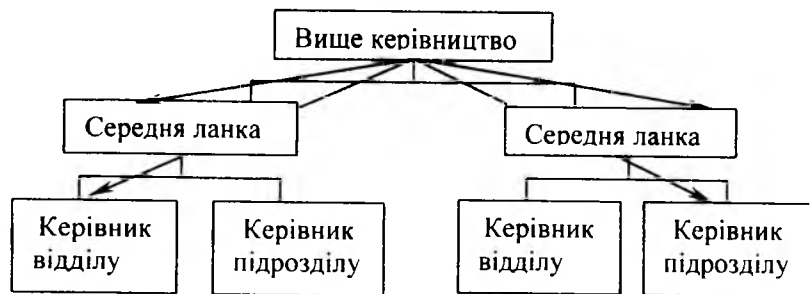 Вище керівництво
Середня ланка
Середня ланка
Керівник
відділу
Керівник
підрозділу
Керівник
відділу
Керівник
підрозділу